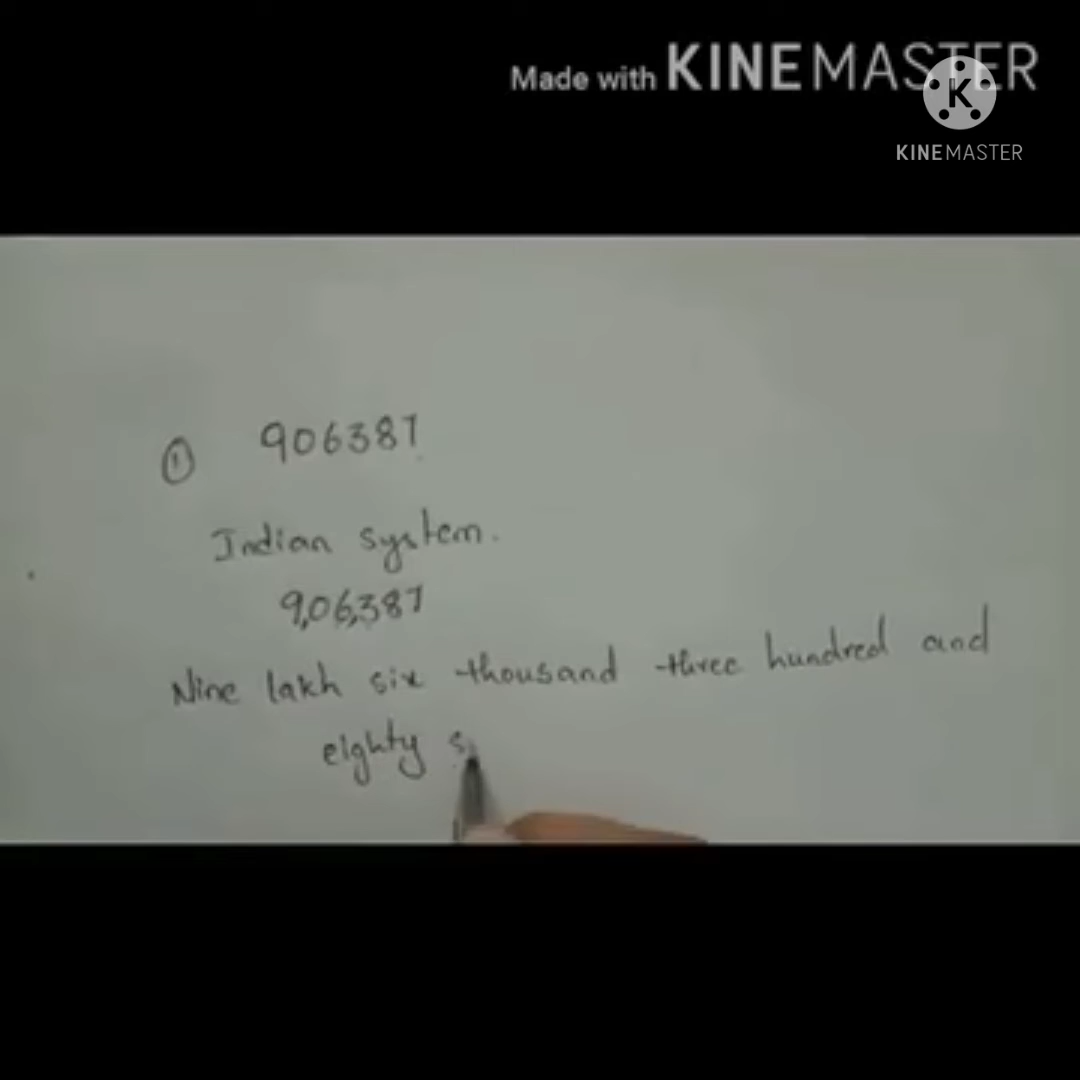 Made with KINEMASTER
K
KINEMASTER
① 906387
Indian system.
9,06,387
Nine lakh six thousand three hundred and
eighty s